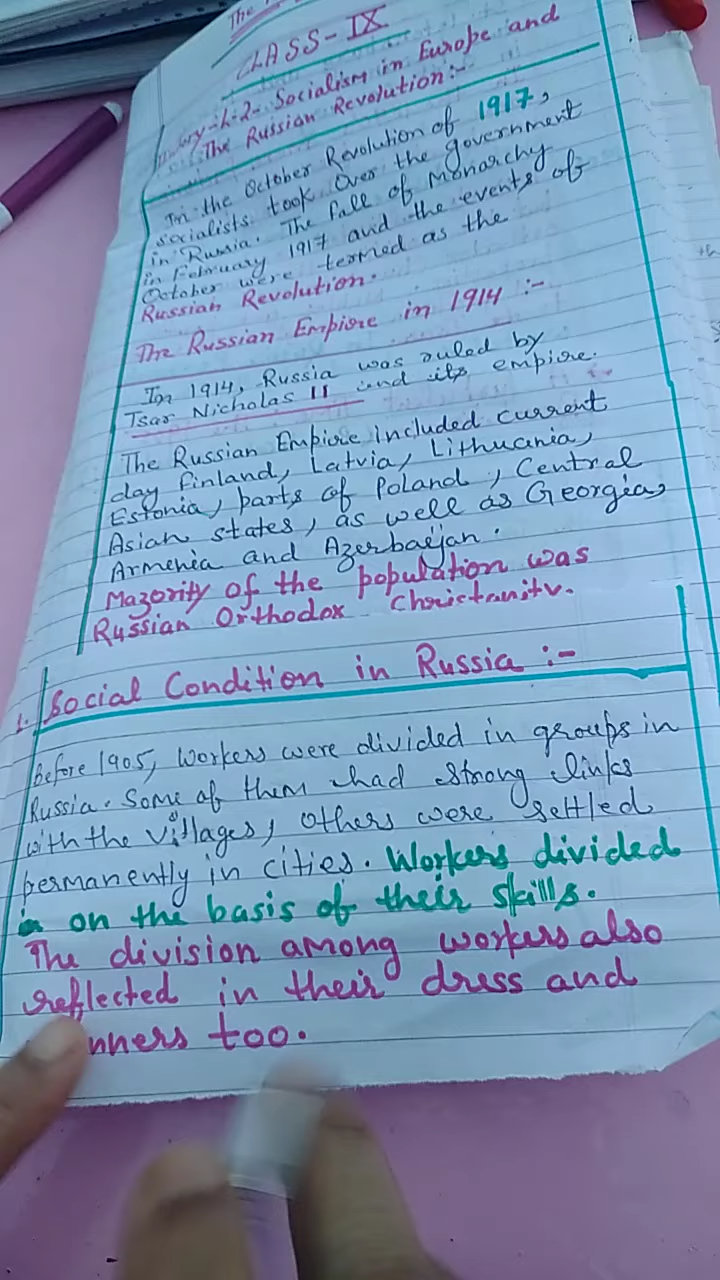 The
CLASS-IX
-2- Socialism in Europe and
The Russian Revolution:-
In the October Revolution of 1917,
socialists took over the government
in Russia. The fall of Monarchy
in February 1917 and the events of
October were termed as the
Russian Revolution.
The Russian Empire in 1914 :-
In 1914, Russia was ruled by
Tsar Nicholas II and its empire.
The Russian Empire included current
day Finland, Latvia, Lithuania,
Estonia, parts of Poland, Central
Asian states, as well as Georgia,
Armenia and Azerbaijan.
Mazority of the population was
Russian Orthodox Christanity.
1. Social Condition in Russia :-
before 1905, Workers were divided in groups in
Russia. Some of them had strong links
with the villages, others were settled
permanently in cities. Workers divided
on the basis of their skills.
The division among workers also
reflected in their dress and
nners too.